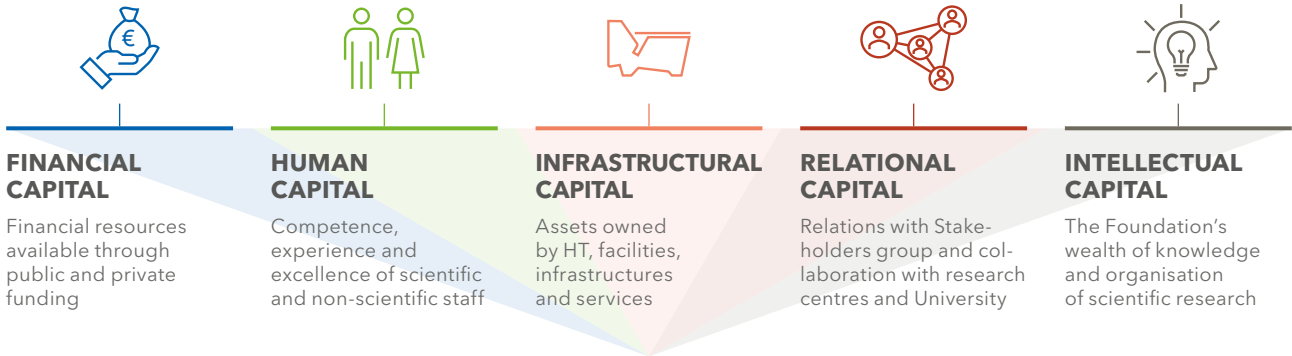 €
FINANCIAL
CAPITAL
Financial resources
available through
public and private
funding
HUMAN
CAPITAL
Competence,
experience and
excellence of scientific
and non-scientific staff
INFRASTRUCTURAL
CAPITAL
Assets owned
by HT, facilities,
infrastructures
and services
RELATIONAL
CAPITAL
Relations with Stake-
holders group and col-
laboration with research
centres and University
INTELLECTUAL
CAPITAL
The Foundation’s
wealth of knowledge
and organisation
of scientific research